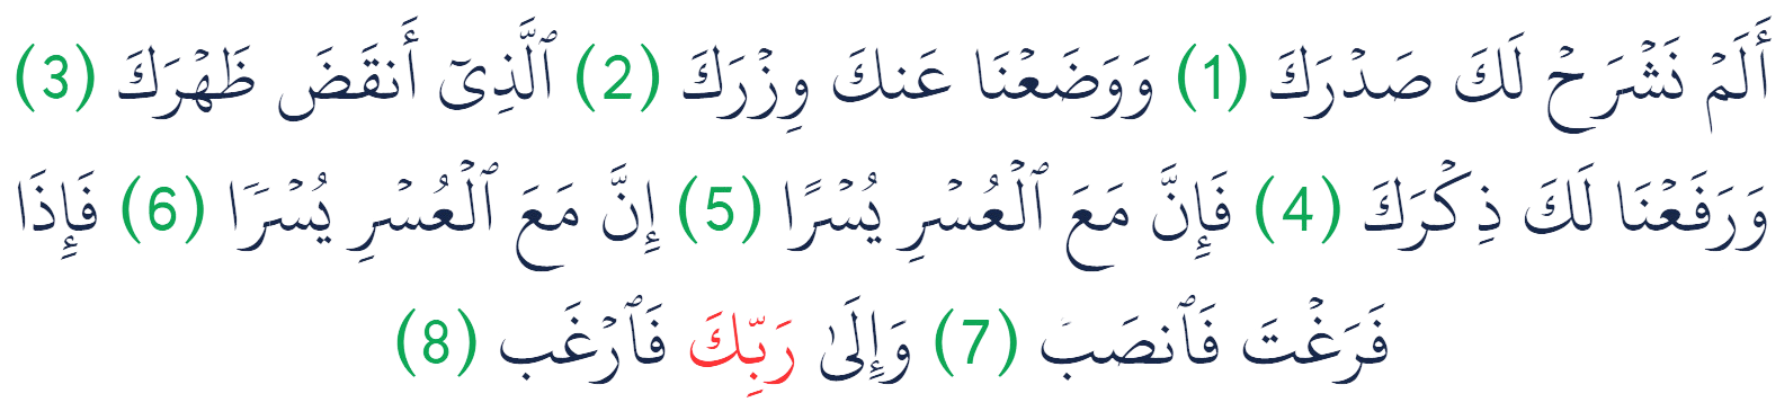 أَلَمْ نَشْرَحْ لَكَ صَدْرَكَ (1) وَوَضَعْنَا عَنكَ وِزْرَكَ (2) ٱلَّذِىٓ أَنقَضَ ظَهْرَكَ (3)
وَرَفَعْنَا لَكَ ذِكْرَكَ (4) فَإِنَّ مَعَ ٱلْعُسْرِ يُسْرًا (5) إِنَّ مَعَ ٱلْعُسْرِ يُسْرَۭا (6) فَإِذَا
فَرَغْتَ فَٱنصَبَ (7) وَإِلَىٰ رَبِّكَ فَٱرْغَب (8)